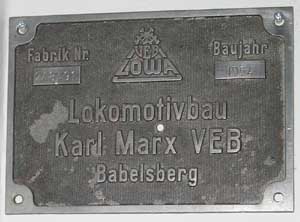 VEB
LOWA
Fabrik Nr.
Baujahr
Lokomotivbau
Karl Marx VEB
Babelsberg